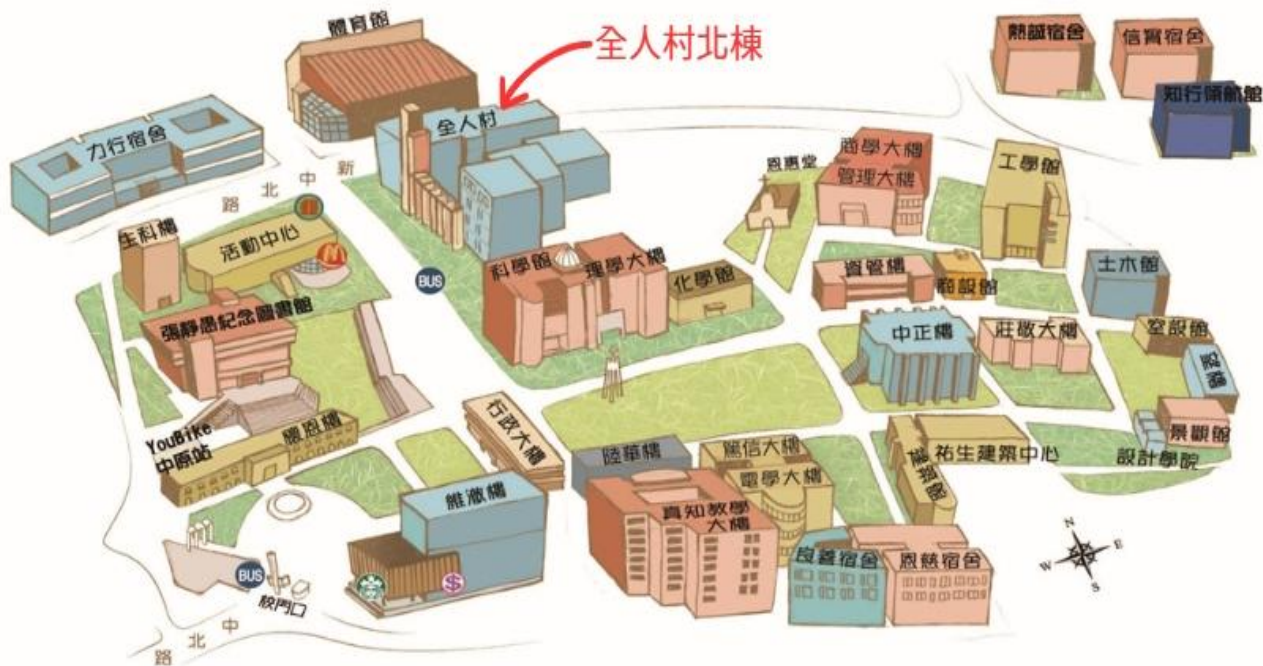 體育館
全人村北棟
全人村
力行宿舍
新中北路
熱誠宿舍
信實宿舍
知行領航館
恩惠堂
商學大樓
管理大樓
工學館
生科樓
活動中心
BUS
科學館
理學大樓
化學館
資管樓
商設館
土木館
張靜愚紀念圖書館
中正樓
莊敬大樓
室設館
YouBike
中原站
懷恩樓
行政大樓
陸華樓
篤信大樓
電學大樓
真知教學
大樓
維澈樓
建築館
祐生建築中心
設計學院
景觀館
良善宿舍
恩慈宿舍
BUS
校門口
$
中北路
N
E
W
S